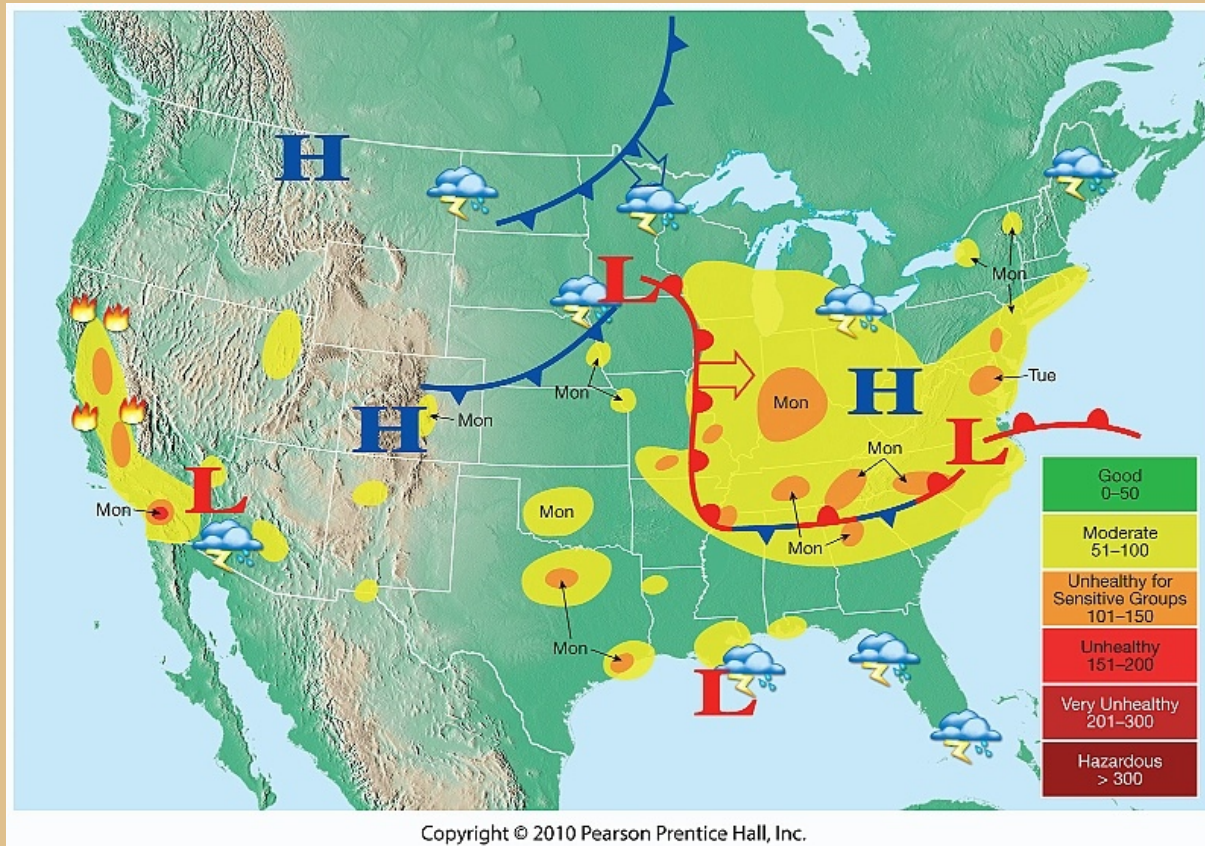 H
L
Mon
H
Mon
Mon
H
Mon
Tue
Mon
L
L
Mon
Mon
Mon
Mon
L
Good
0–50
Moderate
51–100
Unhealthy for
Sensitive Groups
101–150
Unhealthy
151–200
Very Unhealthy
201–300
Hazardous
> 300
Copyright © 2010 Pearson Prentice Hall, Inc.